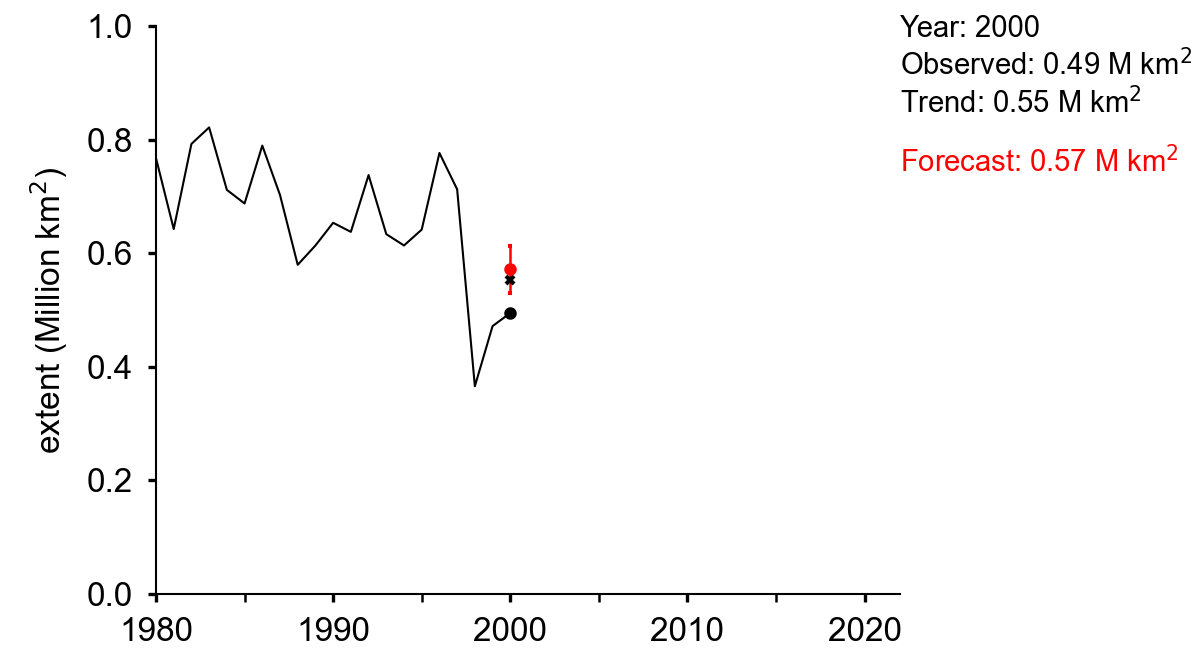 Year: 2000
Observed: 0.49 M km²
Trend: 0.55 M km²
Forecast: 0.57 M km²
extent (Million km²)
1.0
0.8
0.6
0.4
0.2
0.0
1980 1990 2000 2010 2020